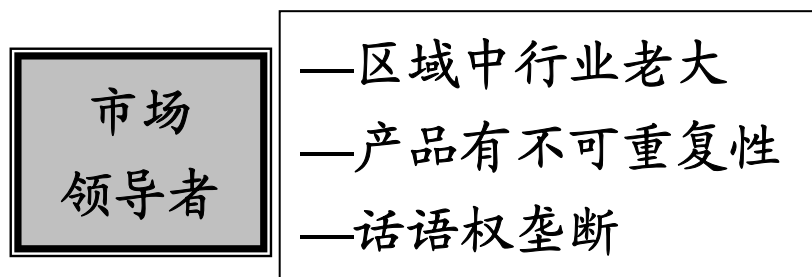 市场
领导者
—区域中行业老大
—产品有不可重复性
—话语权垄断